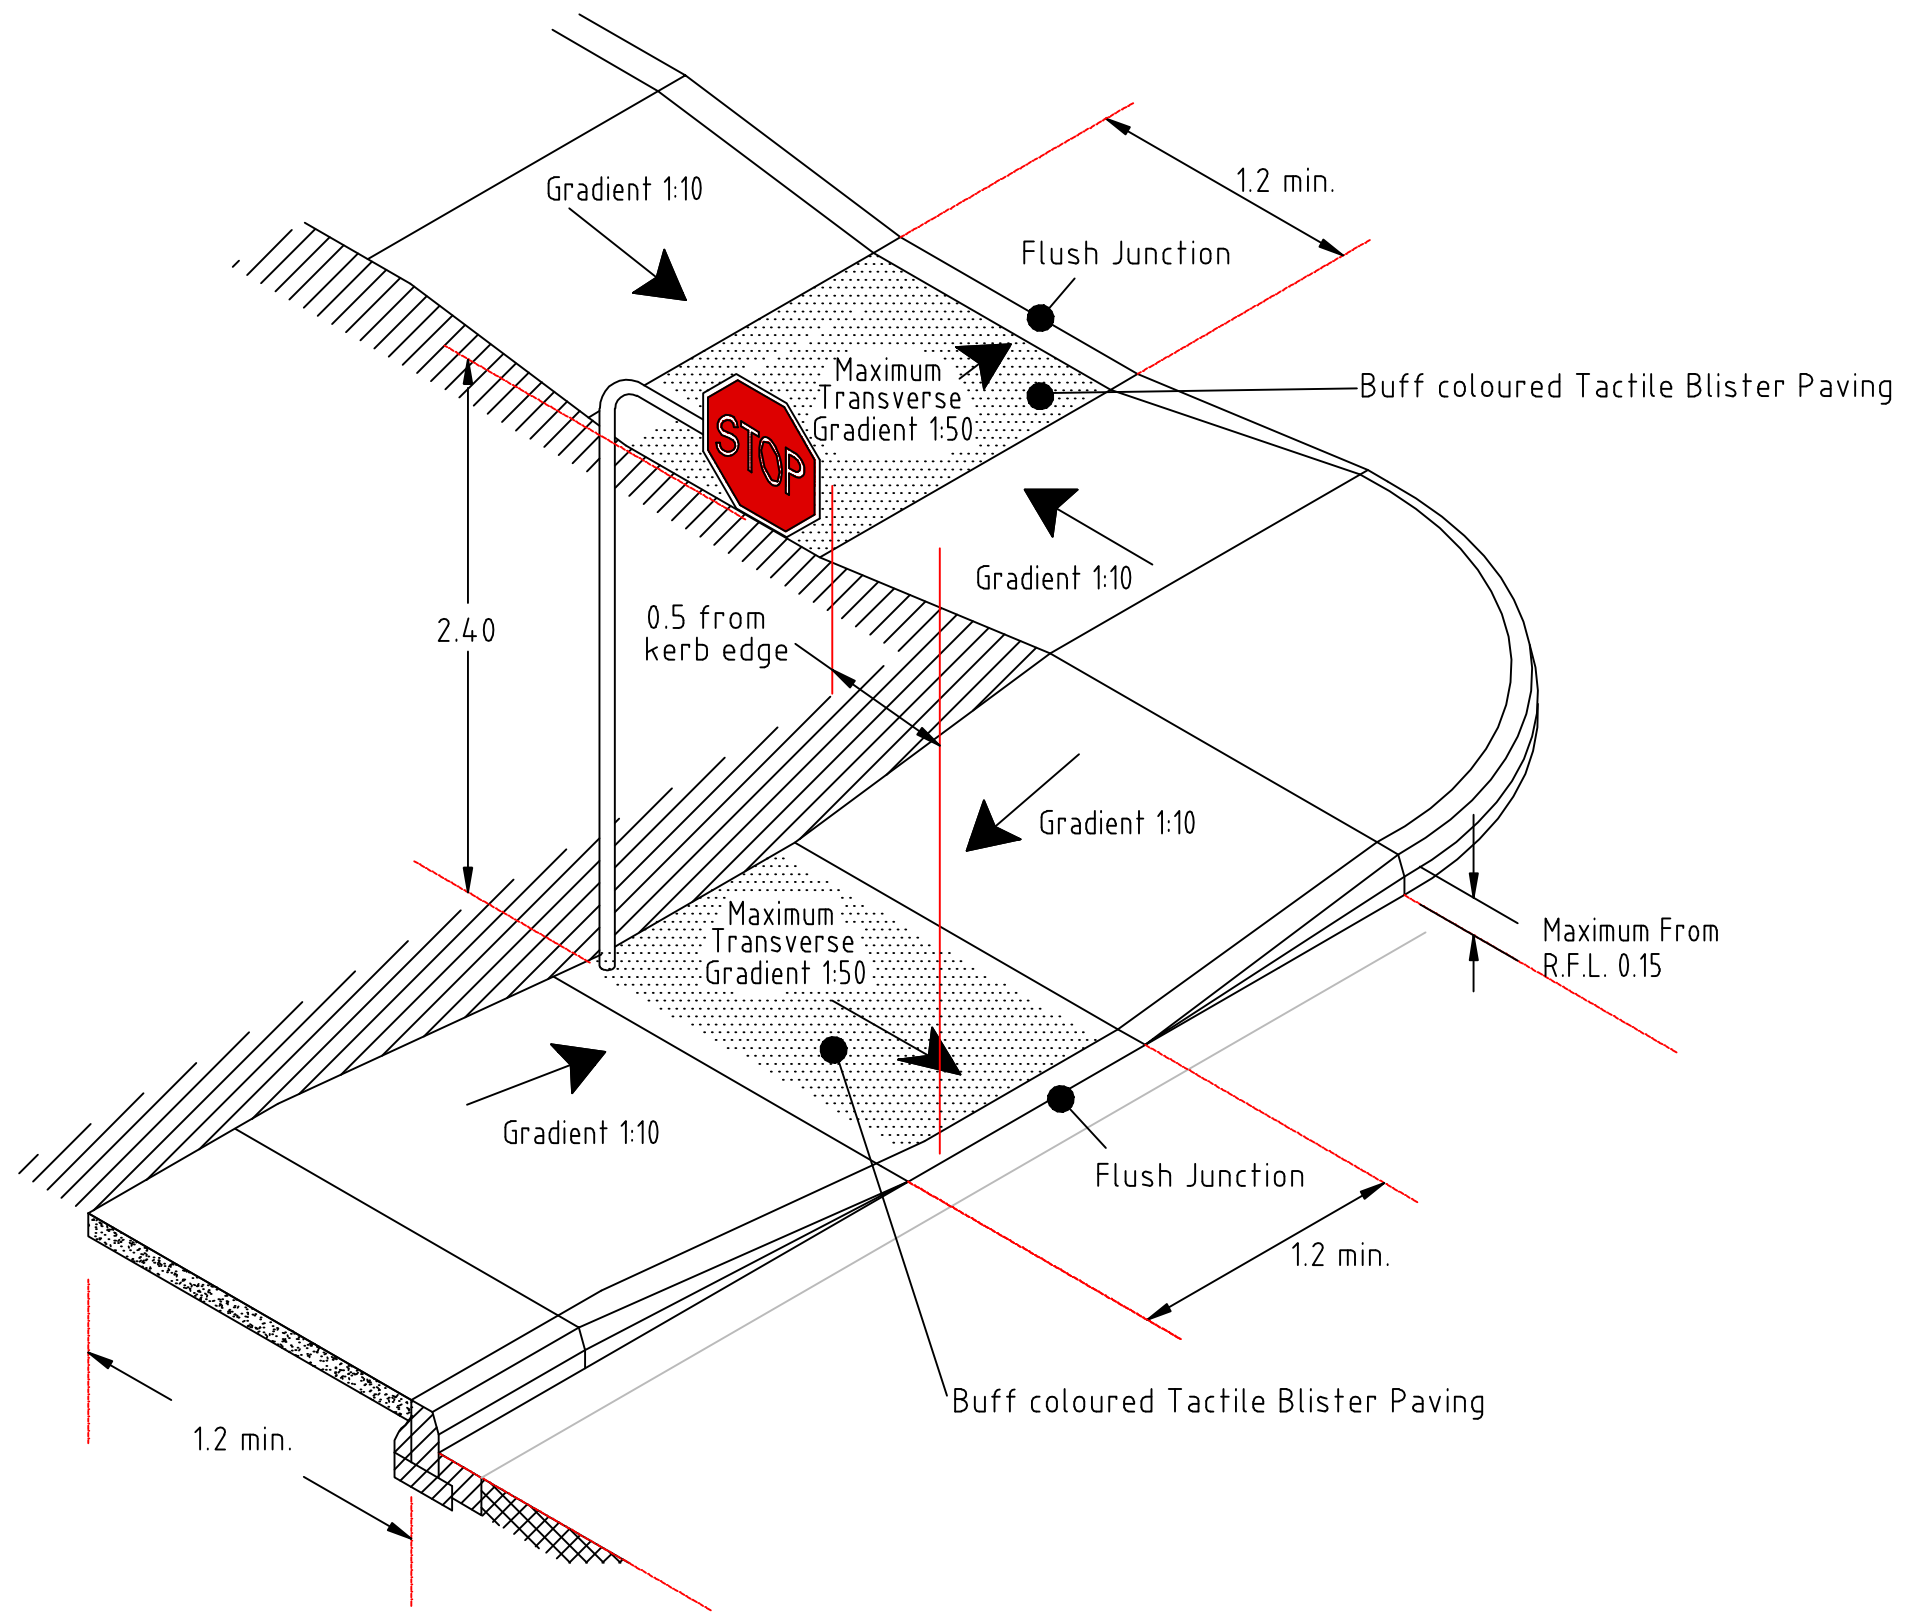 1.2 min.
Gradient 1:10
Flush Junction
Maximum
Transverse
Gradient 1:50
Buff coloured Tactile Blister Paving
STOP
Gradient 1:10
2.40
0.5 from
kerb edge
Gradient 1:10
Maximum
Transverse
Gradient 1:50
Maximum From
R.F.L. 0.15
Gradient 1:10
Flush Junction
1.2 min.
Buff coloured Tactile Blister Paving
1.2 min.